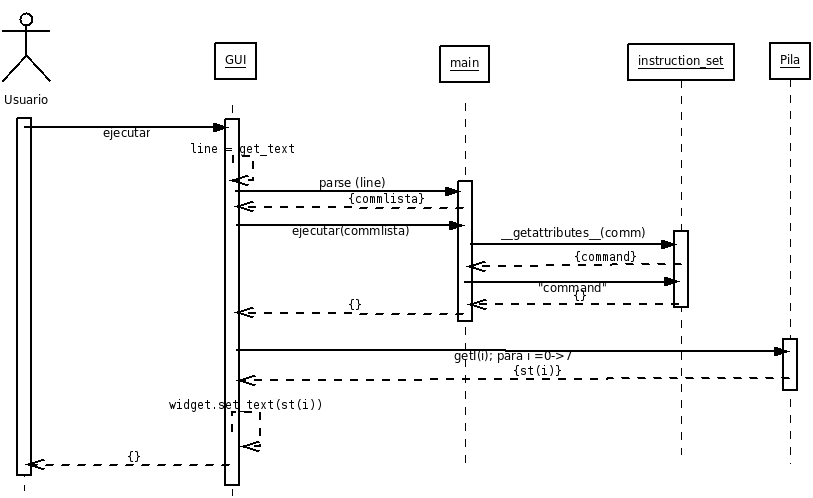 Usuario
GUI
main
instruction_set
Pila
ejecutar
line = get_text
parse (line)
{commlista}
ejecutar(commlista)
__getattributes__(comm)
{command}
"command"
{}
{}
getI(i); para i =0->7
{st(i)}
widget.set_text(st(i))
{}